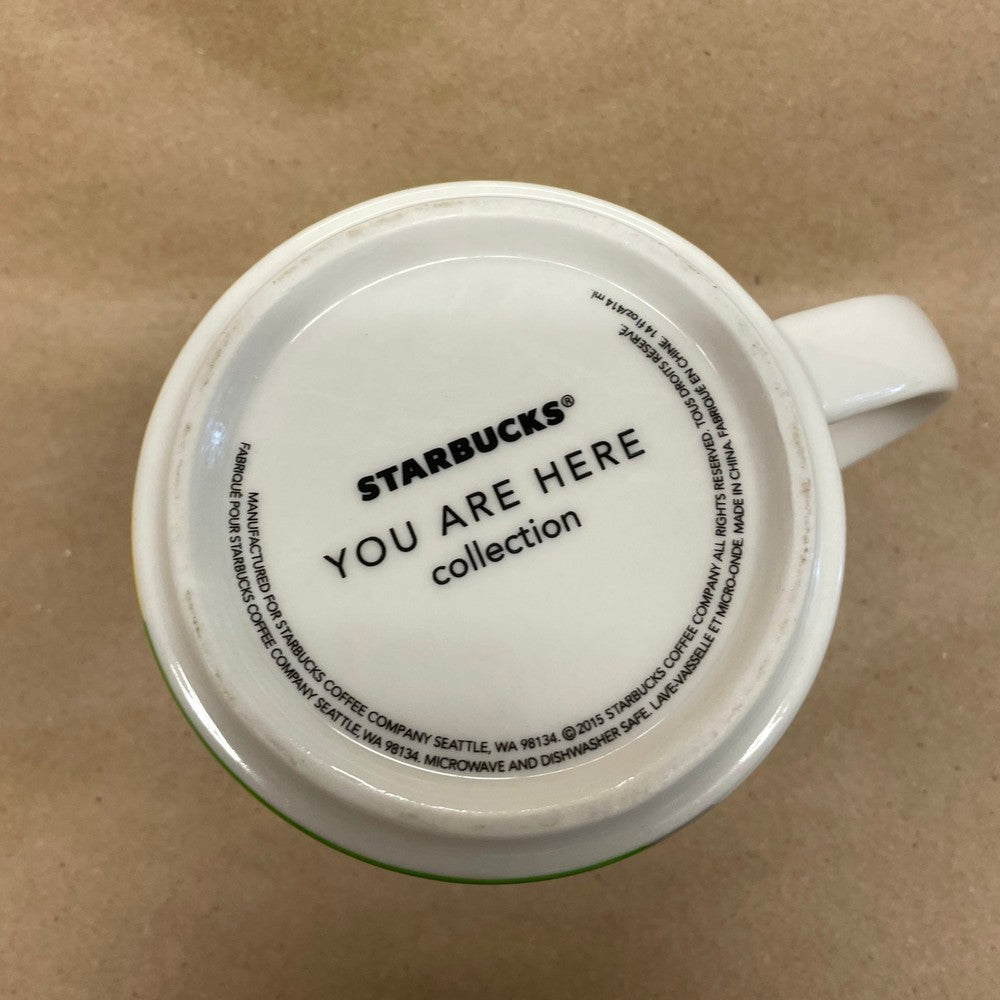 STARBUCKS®
YOU ARE HERE
collection
MANUFACTURED FOR STARBUCKS COFFEE COMPANY SEATTLE, WA 98134. ©2015 STARBUCKS COFFEE COMPANY ALL RIGHTS RESERVED. TOUS DROITS RÉSERVÉ.
FABRIQUÉ POUR STARBUCKS COFFEE COMPANY SEATTLE, WA 98134. MICROWAVE AND DISHWASHER SAFE. LAVE-VAISSELLE ET MICRO-ONDE. MADE IN CHINA. FABRIQUÉ EN CHINE. 14 fl oz/414 ml.